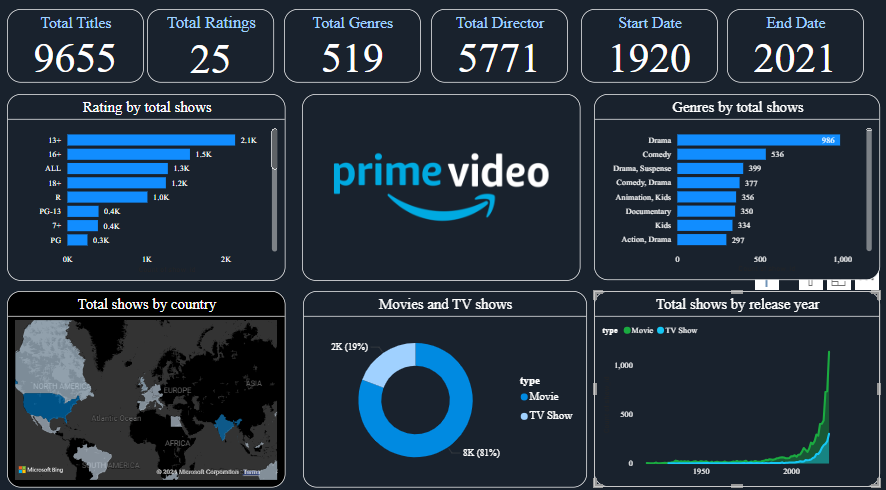 Total Titles
9655
Total Ratings
25
Total Genres
519
Total Director
5771
Start Date
1920
End Date
2021
Rating by total shows
13+ 2.1K
16+ 1.5K
ALL 1.3K
18+ 1.2K
R 1.0K
PG-13 0.4K
7+ 0.4K
PG 0.3K
0K 1K 2K
prime video
Genres by total shows
Drama 986
Comedy 536
Drama, Suspense 399
Comedy, Drama 377
Animation, Kids 356
Documentary 350
Kids 334
Action, Drama 297
0 500 1,000
Total shows by country
NORTH AMERICA
EUROPE
ASIA
Atlantic Ocean
AFRICA
SOUTH AMERICA
Microsoft Bing
Microsoft Corporation Terms
Movies and TV shows
2K (19%)
8K (81%)
type
Movie
TV Show
Total shows by release year
type Movie TV Show
1,000
500
0
1950 2000